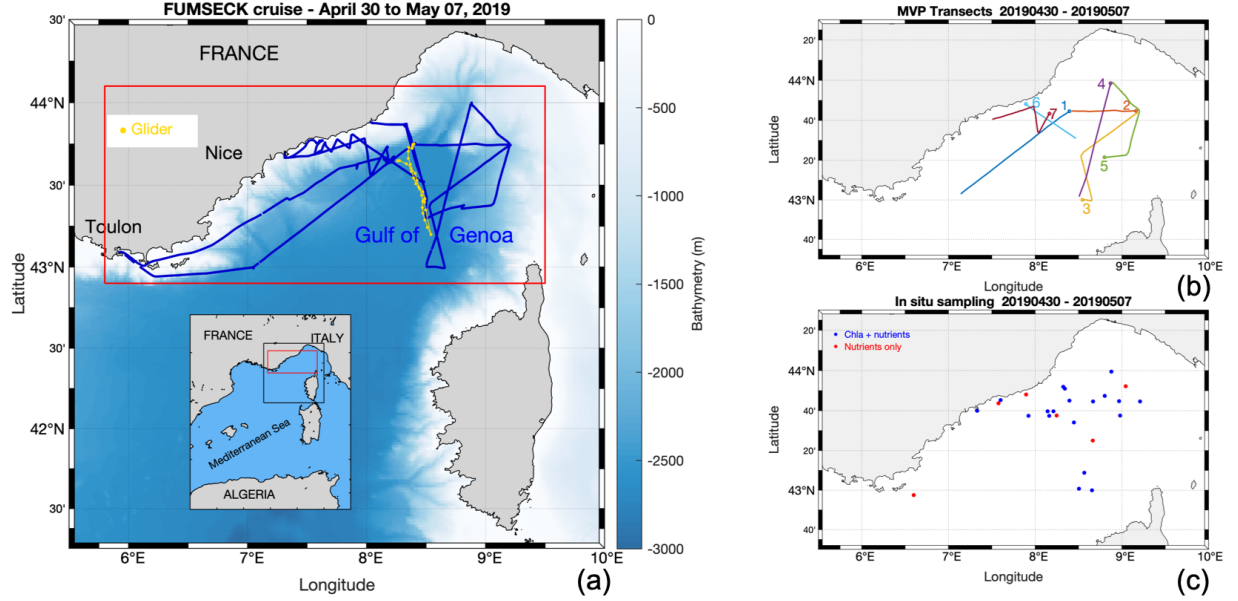 FUMSECK cruise - April 30 to May 07, 2019
30'
44°N
30'
43°N
30'
42°N
30'
Latitude
6°E
7°E
8°E
9°E
10°E
Longitude
FRANCE
Glider
Nice
Toulon
Gulf of Genoa
FRANCE
ITALY
Mediterranean Sea
ALGERIA
(a)
0
-500
-1000
-1500
-2000
-2500
-3000
Bathymetry (m)
MVP Transects 20190430 - 20190507
20'
44°N
40'
20'
43°N
40'
Latitude
6
1
7
4
2
5
3
6°E
7°E
8°E
9°E
10°E
Longitude
(b)
In situ sampling 20190430 - 20190507
Chla + nutrients
Nutrients only
20'
44°N
40'
20'
43°N
40'
Latitude
6°E
7°E
8°E
9°E
10°E
Longitude
(c)